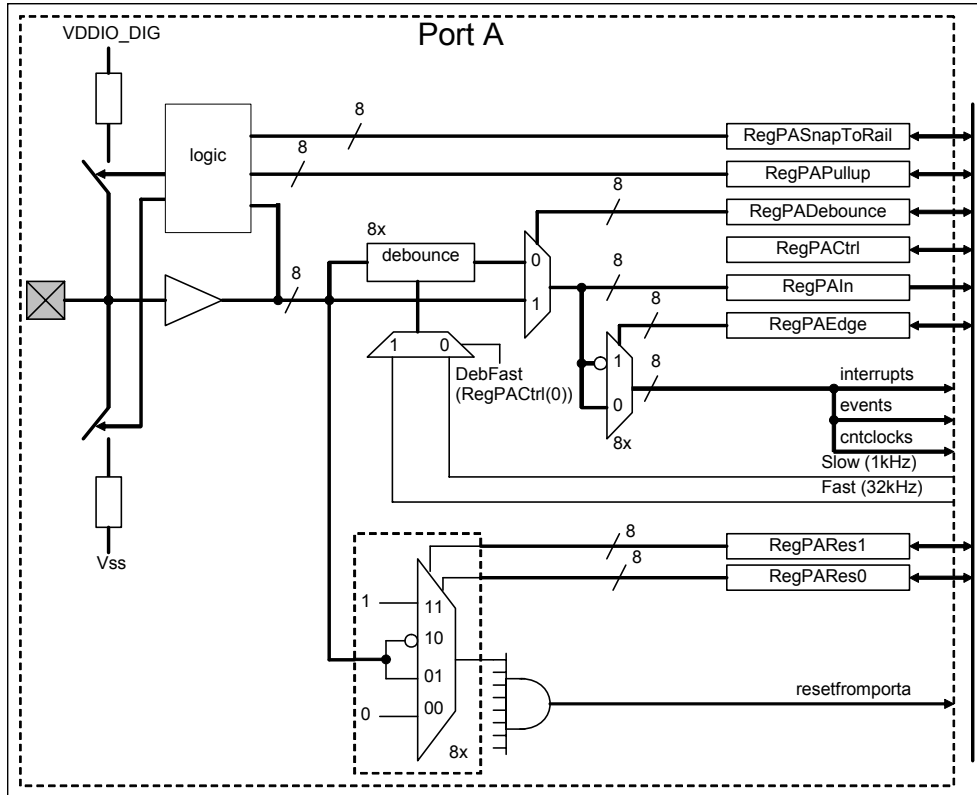 Port A
VDDIO_DIG
8
logic
RegPASnapToRail
8
RegPAPullup
8
RegPADebounce
8x
debounce
0
RegPACtrl
8
8
1
RegPAIn
8
RegPAEdge
1 0
DebFast
(RegPACtrl(0))
1
8
interrupts
0
events
8x
cntclocks
Slow (1kHz)
Fast (32kHz)
Vss
8
RegPARes1
8
RegPARes0
1
11
10
01
00
0
8x
resetfromporta